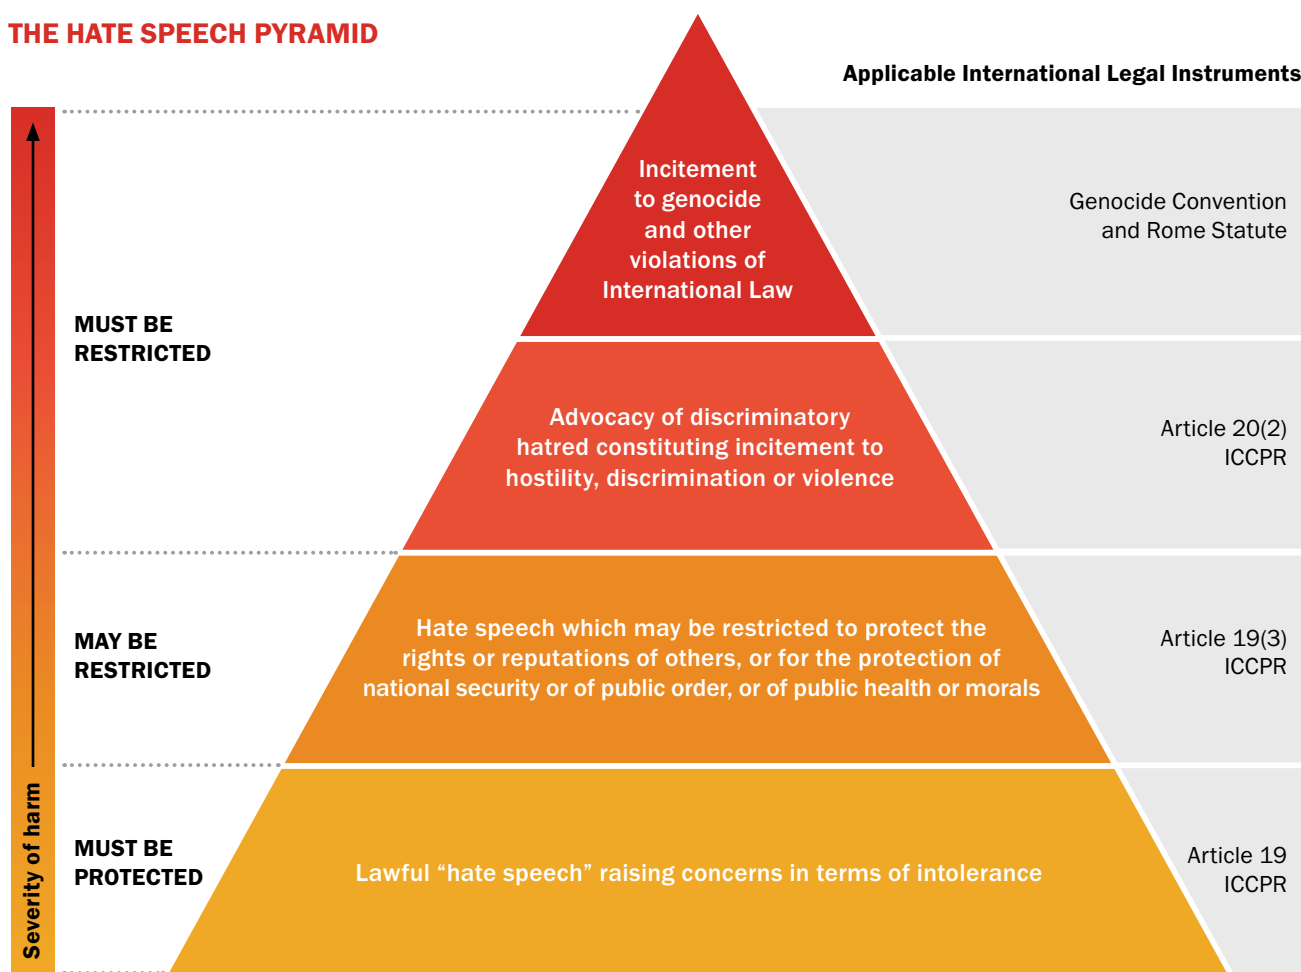 THE HATE SPEECH PYRAMID
Applicable International Legal Instruments
Incitement
to genocide
and other
violations of
International Law
Genocide Convention
and Rome Statute
MUST BE
RESTRICTED
Advocacy of discriminatory
hatred constituting incitement to
hostility, discrimination or violence
Article 20(2)
ICCPR
MAY BE
RESTRICTED
Hate speech which may be restricted to protect the
rights or reputations of others, or for the protection of
national security or of public order, or of public health or morals
Article 19(3)
ICCPR
MUST BE
PROTECTED
Lawful “hate speech” raising concerns in terms of intolerance
Article 19
ICCPR
Severity of harm